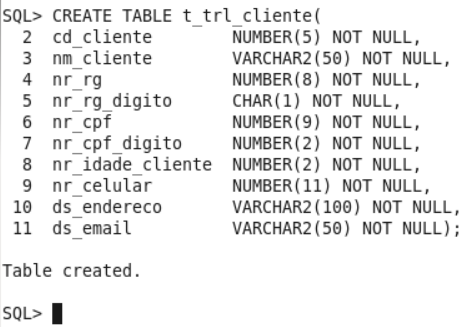 SQL> CREATE TABLE t_trl_cliente(
  2  cd_cliente         NUMBER(5) NOT NULL,
  3  nm_cliente         VARCHAR2(50) NOT NULL,
  4  nr_rg              NUMBER(8) NOT NULL,
  5  nr_rg_digito       CHAR(1) NOT NULL,
  6  nr_cpf             NUMBER(9) NOT NULL,
  7  nr_cpf_digito      NUMBER(2) NOT NULL,
  8  nr_idade_cliente   NUMBER(2) NOT NULL,
  9  nr_celular         NUMBER(11) NOT NULL,
 10  ds_endereco        VARCHAR2(100) NOT NULL,
 11  ds_email           VARCHAR2(50) NOT NULL);
Table created.
SQL>